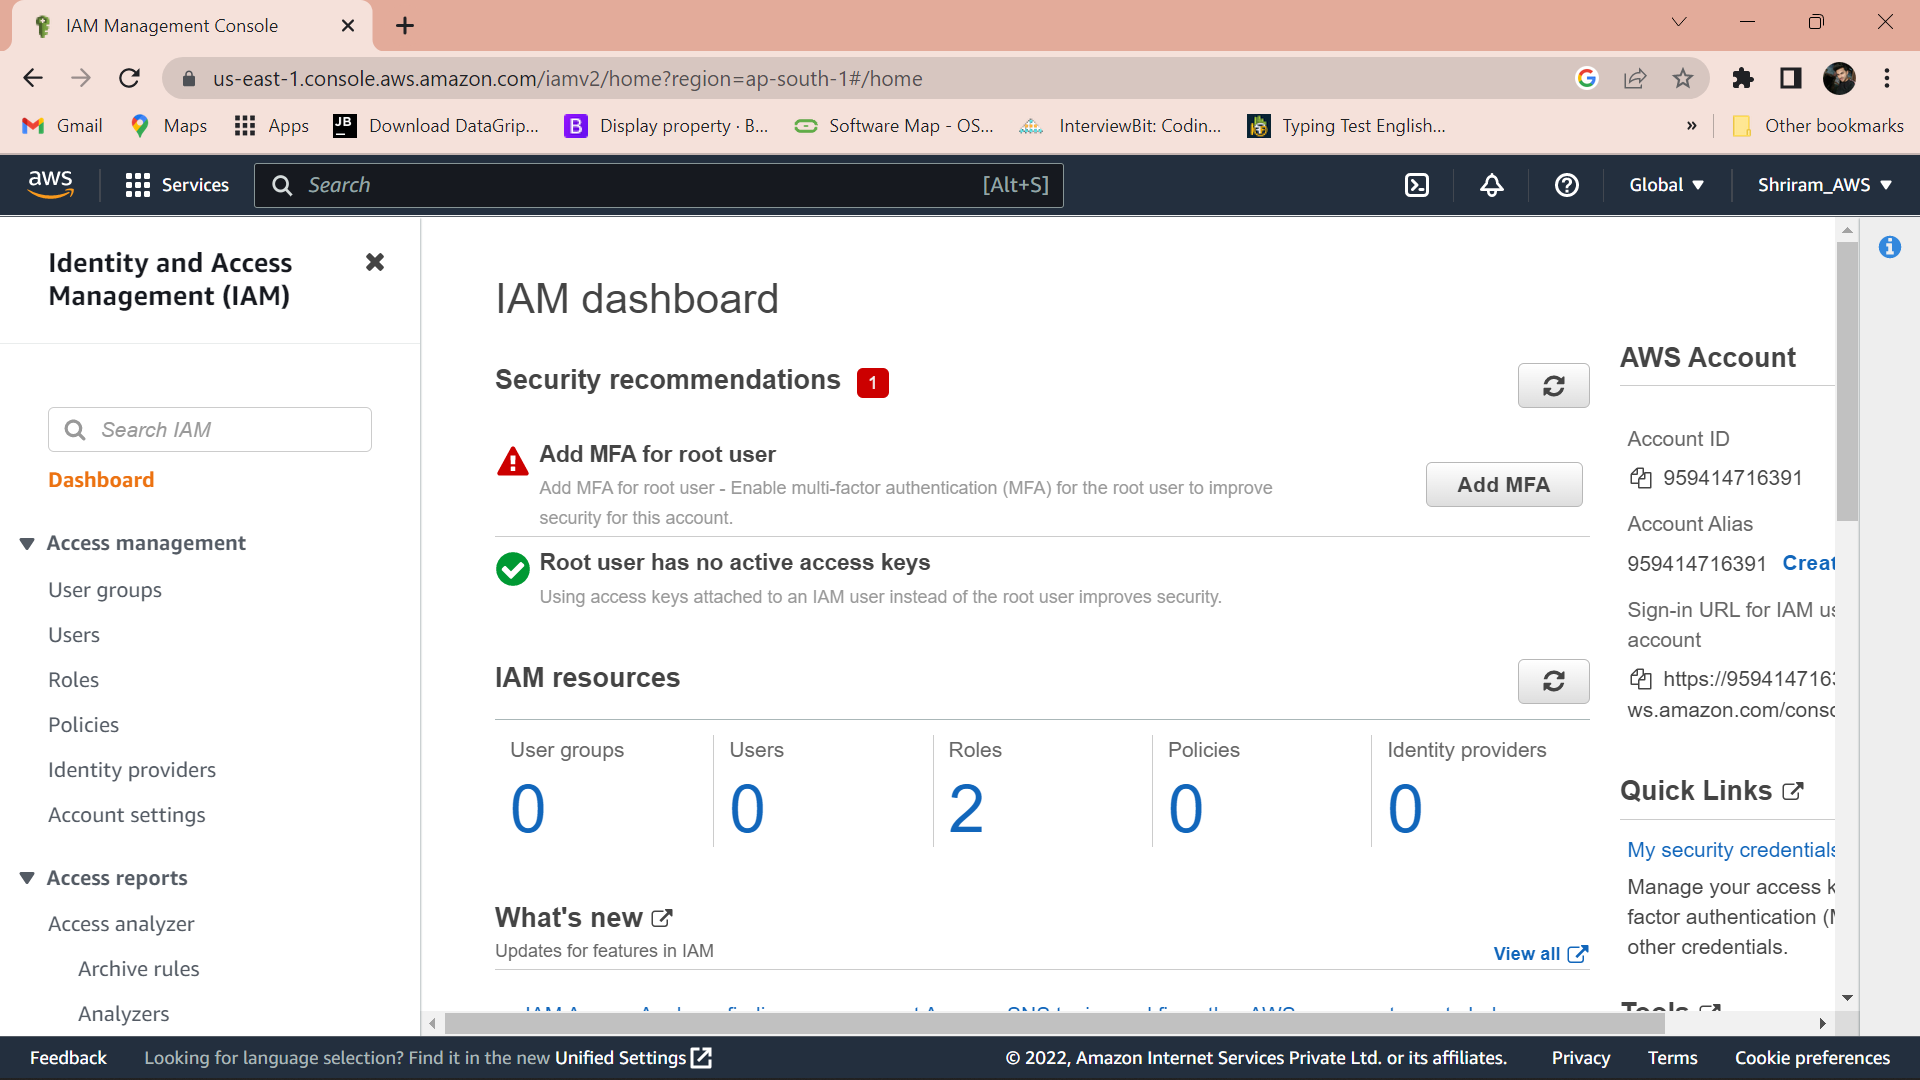 IAM Management Console
us-east-1.console.aws.amazon.com/iamv2/home?region=ap-south-1#/home
Gmail
Maps
Apps
JB
Download DataGrip...
B
Display property · B...
Software Map - OS...
InterviewBit: Codin...
Typing Test English...
»
Other bookmarks
aws
Services
Search
[Alt+S]
Global
Shriram_AWS
Identity and Access
Management (IAM)
Search IAM
Dashboard
Access management
User groups
Users
Roles
Policies
Identity providers
Account settings
Access reports
Access analyzer
Archive rules
Analyzers
IAM dashboard
Security recommendations 1
Add MFA for root user
Add MFA for root user - Enable multi-factor authentication (MFA) for the root user to improve
security for this account.
Add MFA
Root user has no active access keys
Using access keys attached to an IAM user instead of the root user improves security.
IAM resources
User groups
0
Users
0
Roles
2
Policies
0
Identity providers
0
What's new
Updates for features in IAM
View all
AWS Account
Account ID
959414716391
Account Alias
959414716391 Creat
Sign-in URL for IAM us
account
https://959414716
ws.amazon.com/conso
Quick Links
My security credentials
Manage your access k
factor authentication (M
other credentials.
Tools
Feedback
Looking for language selection? Find it in the new Unified Settings
© 2022, Amazon Internet Services Private Ltd. or its affiliates.
Privacy
Terms
Cookie preferences